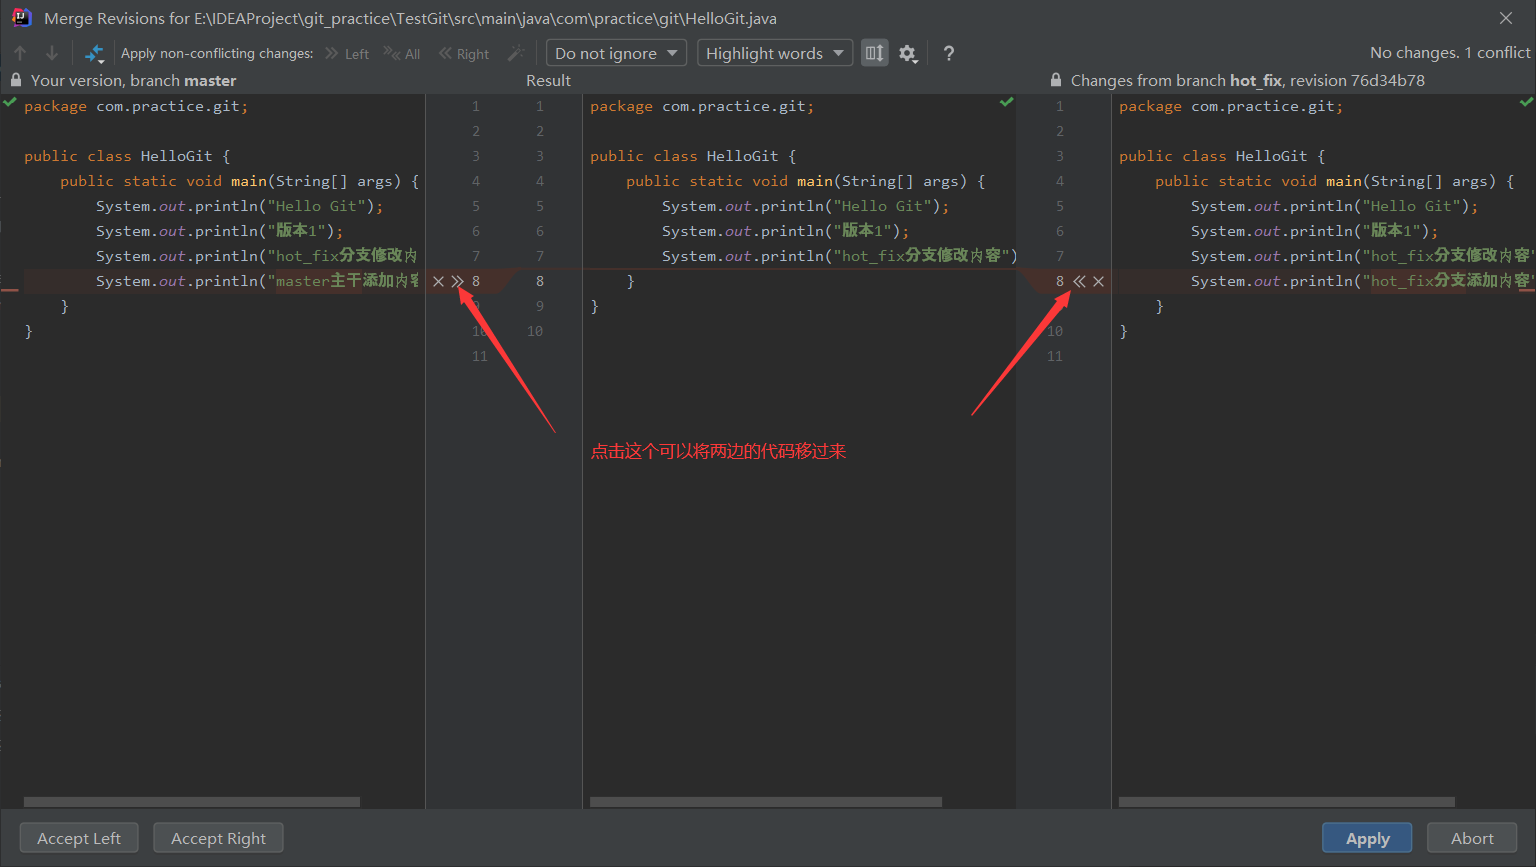 Merge Revisions for E:\IDEAProject\git_practice\TestGit\src\main\java\com\practice\git\HelloGit.java
Apply non-conflicting changes: Left All Right Do not ignore Highlight words ? No changes. 1 conflict
Your version, branch master
package com.practice.git;
public class HelloGit {
public static void main(String[] args) {
System.out.println("Hello Git");
System.out.println("版本1");
System.out.println("hot_fix分支修改内
System.out.println("master主干添加内容
}
}
1
2
3
4
5
6
7
8
9
10
11
Result
1
2
3
4
5
6
7
8
9
10
package com.practice.git;
public class HelloGit {
public static void main(String[] args) {
System.out.println("Hello Git");
System.out.println("版本1");
System.out.println("hot_fix分支修改内容")
}
}
点击这个可以将两边的代码移过来
Changes from branch hot_fix, revision 76d34b78
1
2
3
4
5
6
7
8
10
11
package com.practice.git;
public class HelloGit {
public static void main(String[] args) {
System.out.println("Hello Git");
System.out.println("版本1");
System.out.println("hot_fix分支修改内容"
System.out.println("hot_fix分支添加内容"
}
}
Accept Left Accept Right Apply Abort